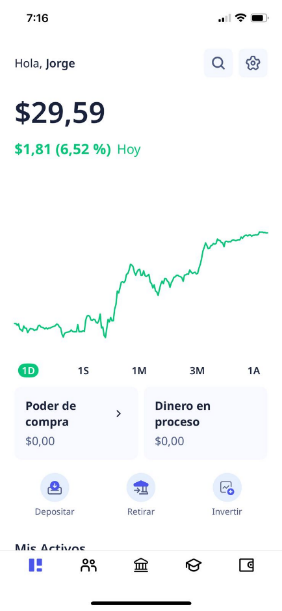 7:16
Hola, Jorge
$29,59
$1,81 (6,52 %) Hoy
1D 1S 1M 3M 1A
Poder de
compra
$0,00
Dinero en
proceso
$0,00
Depositar Retirar Invertir
Mis Activos